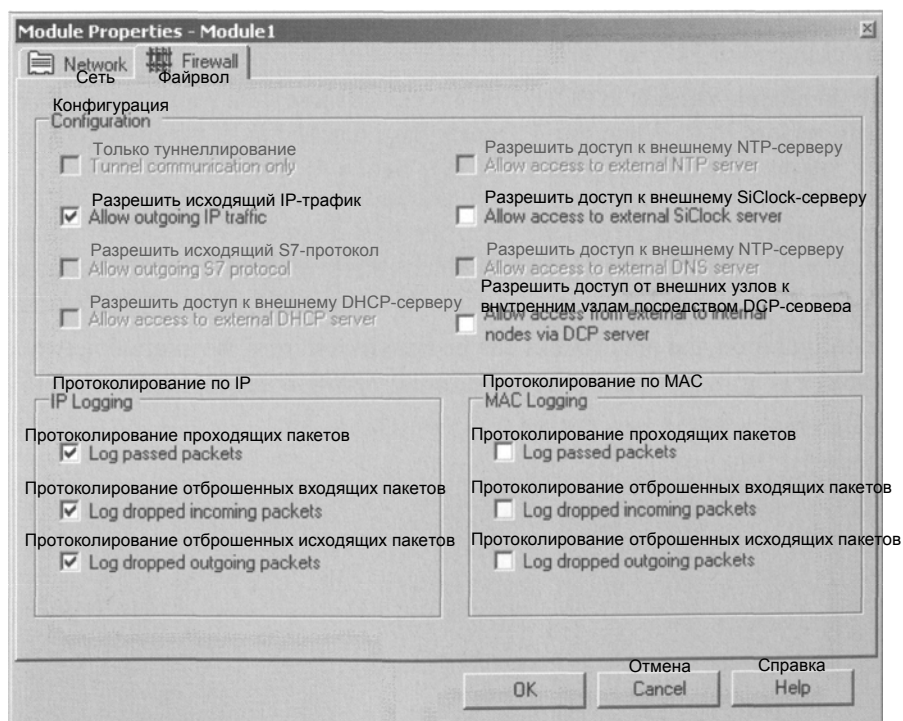 Module Properties - Module1
Network Firewall
Сеть Файрвол
Конфигурация
Configuration
Только туннеллирование
Tunnel communication only
Разрешить исходящий IP-трафик
Allow outgoing IP traffic
Разрешить исходящий S7-протокол
Allow outgoing S7 protocol
Разрешить доступ к внешнему DHCP-серверу
Allow access to external DHCP server
Разрешить доступ к внешнему NTP-серверу
Allow access to external NTP server
Разрешить доступ к внешнему SiClock-серверу
Allow access to external SiClock server
Разрешить доступ к внешнему NTP-серверу
Allow access to external DNS server
Разрешить доступ от внешних узлов к
внутренним узлам посредством DCP-сервера
Allow access from external to internal
nodes via DCP server
Протоколирование по IP
IP Logging
Протоколирование проходящих пакетов
Log passed packets
Протоколирование отброшенных входящих пакетов
Log dropped incoming packets
Протоколирование отброшенных исходящих пакетов
Log dropped outgoing packets
Протоколирование по MAC
MAC Logging
Протоколирование проходящих пакетов
Log passed packets
Протоколирование отброшенных входящих пакетов
Log dropped incoming packets
Протоколирование отброшенных исходящих пакетов
Log dropped outgoing packets
Отмена Справка
OK Cancel Help